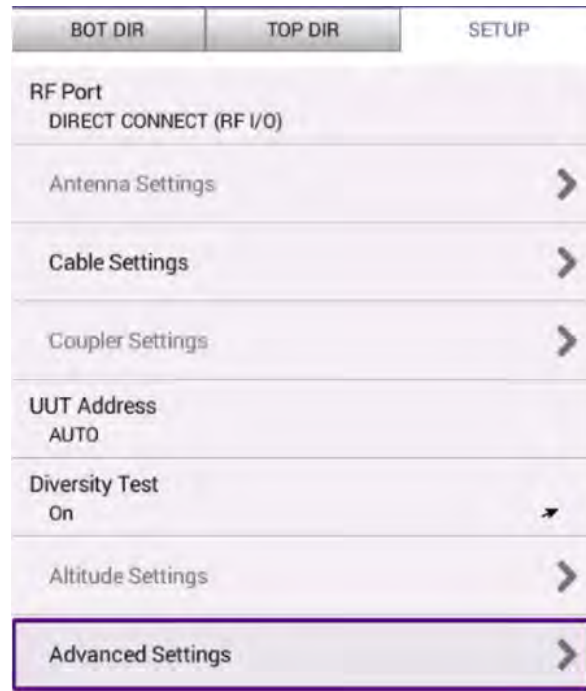 BOT DIR TOP DIR SETUP
RF Port
DIRECT CONNECT (RF I/O)
Antenna Settings
Cable Settings
Coupler Settings
UUT Address
AUTO
Diversity Test
On
Altitude Settings
Advanced Settings